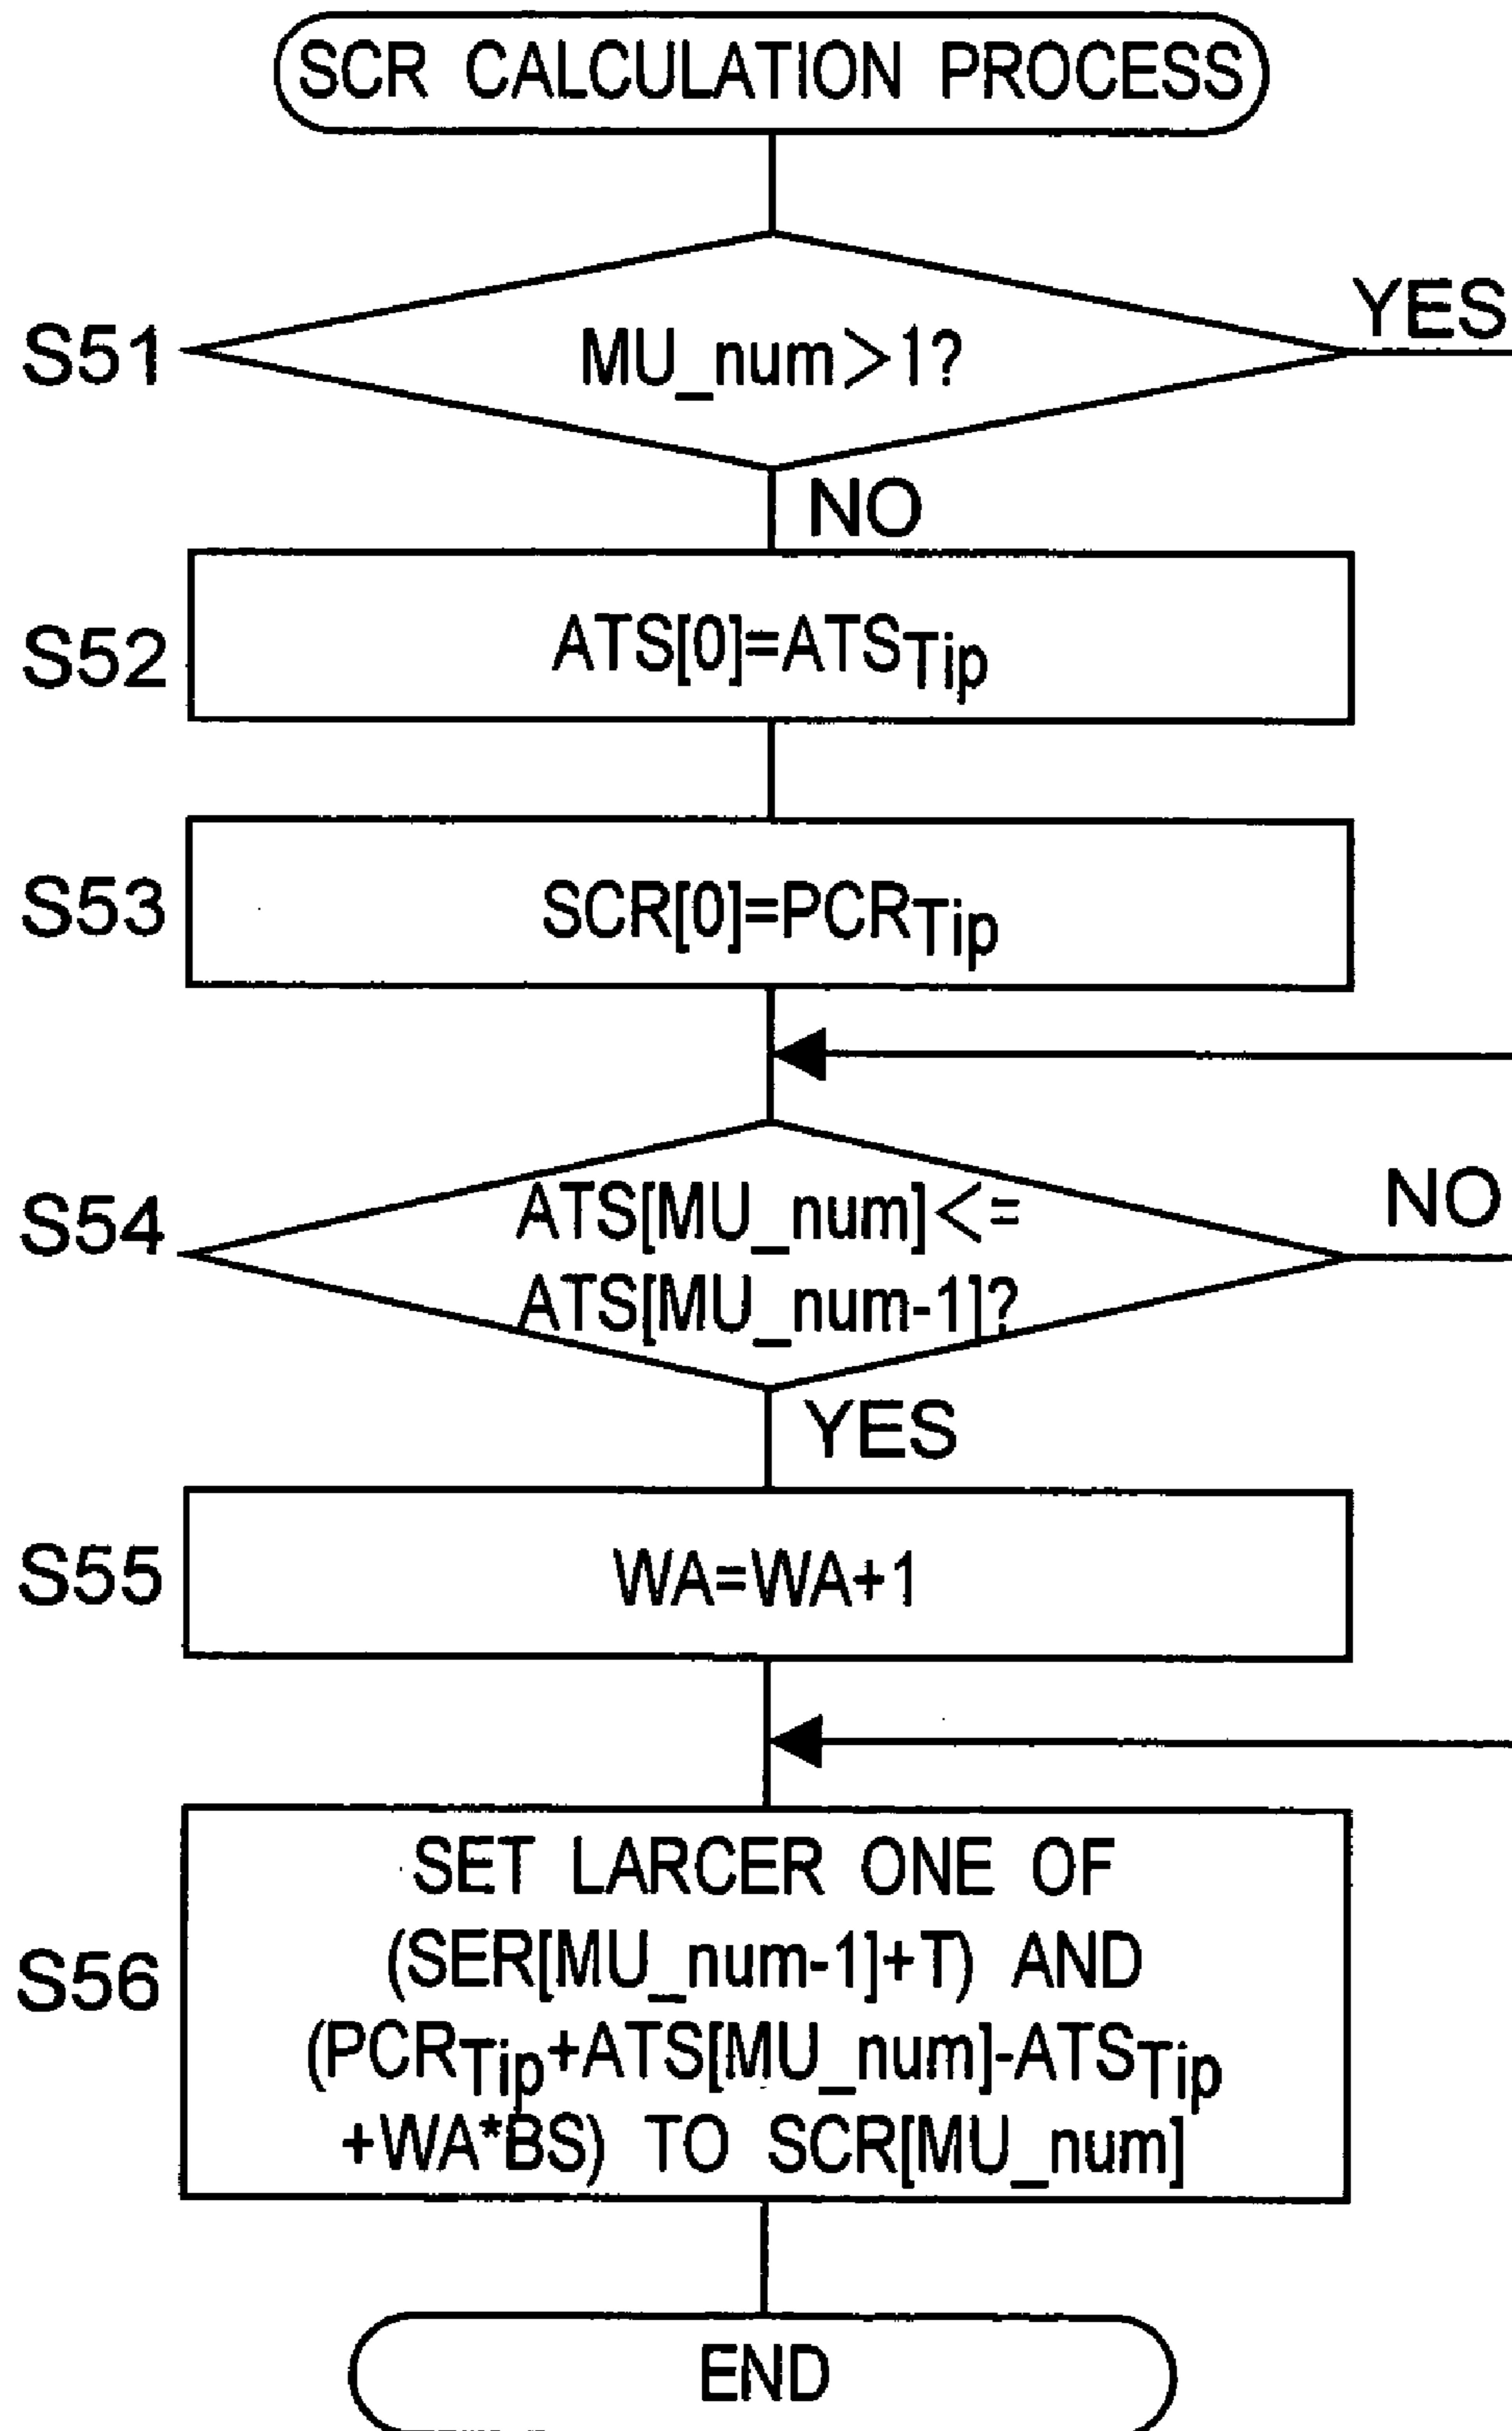 SCR CALCULATION PROCESS
YES
S51
MU_num>1?
NO
S52
ATS[0]=ATSTip
S53
SCR[0]=PCRTip
S54
ATS[MU_num]<=
NO
ATS[MU_num-1]?
YES
S55
WA=WA+1
S56
SET LARCER ONE OF
(SER[MU_num-1]+T) AND
(PCRTip+ATS[MU_num]-ATSTip
+WA*BS) TO SCR[MU_num]
END